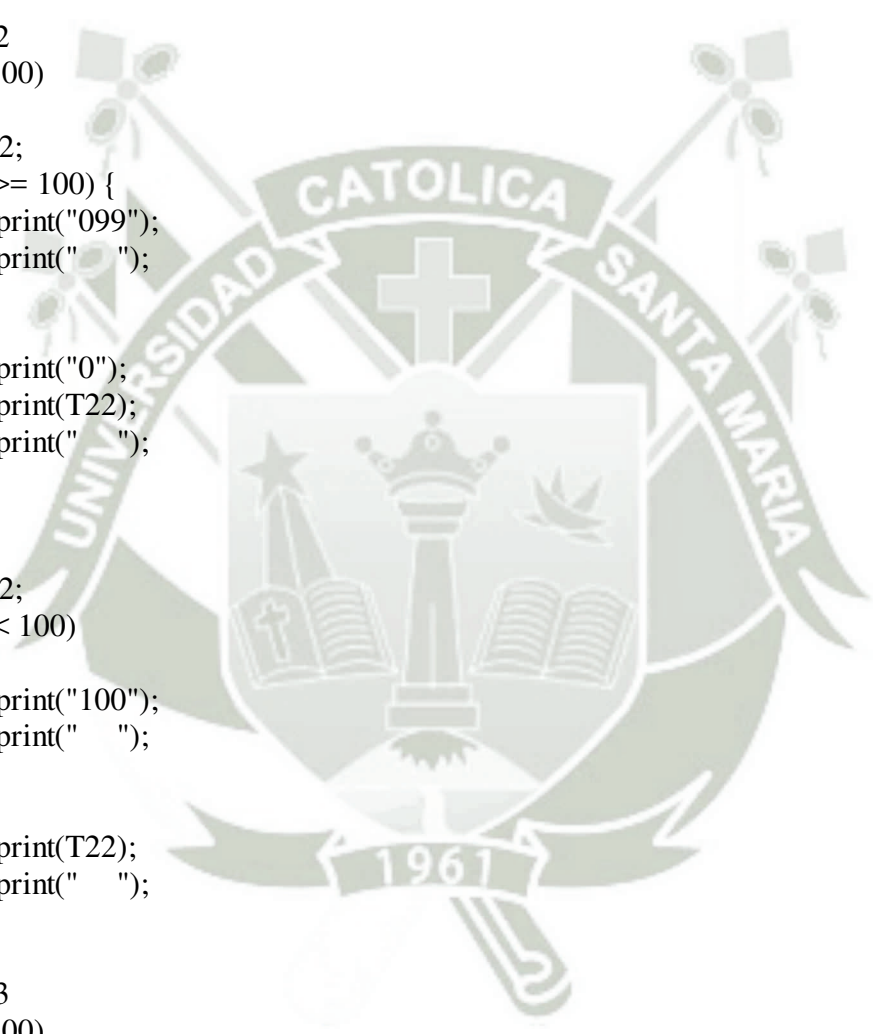 2
00)
2;
>= 100) {
print("099");
print("    ");
print("0");
print(T22);
print("    ");
2;
< 100)
print("100");
print("    ");
print(T22);
print("    ");
3
00)
UNIVERSIDAD CATOLICA SANTA MARIA
1961